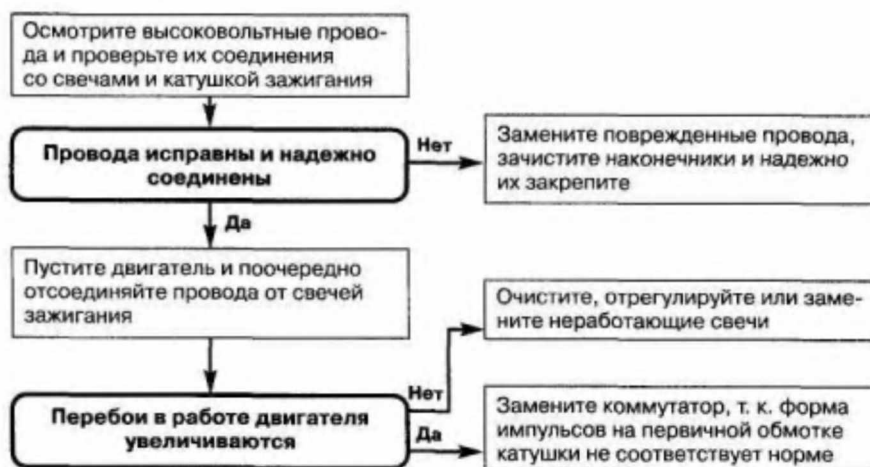 Осмотрите высоковольтные прово-
да и проверьте их соединения
со свечами и катушкой зажигания
Провода исправны и надежно
соединены
Нет
Замените поврежденные провода,
зачистите наконечники и надежно
их закрепите
Да
Пустите двигатель и поочередно
отсоединяйте провода от свечей
зажигания
Очистите, отрегулируйте или заме-
ните неработающие свечи
Перебои в работе двигателя
увеличиваются
Нет
Да
Замените коммутатор, т. к. форма
импульсов на первичной обмотке
катушки не соответствует норме